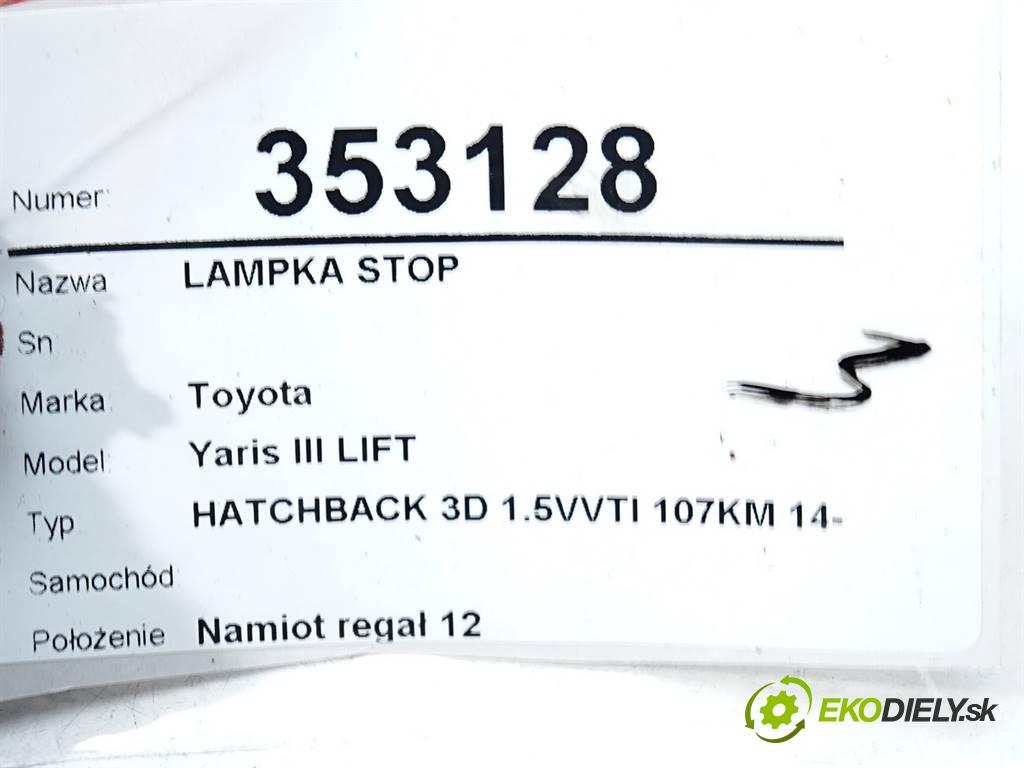 Numer: 353128
Nazwa LAMPKA STOP
Sn
Marka Toyota
Model: Yaris III LIFT
Typ HATCHBACK 3D 1.5VVTI 107KM 14-
Samochód
Położenie Namiot regał 12
EKODIELY.sk